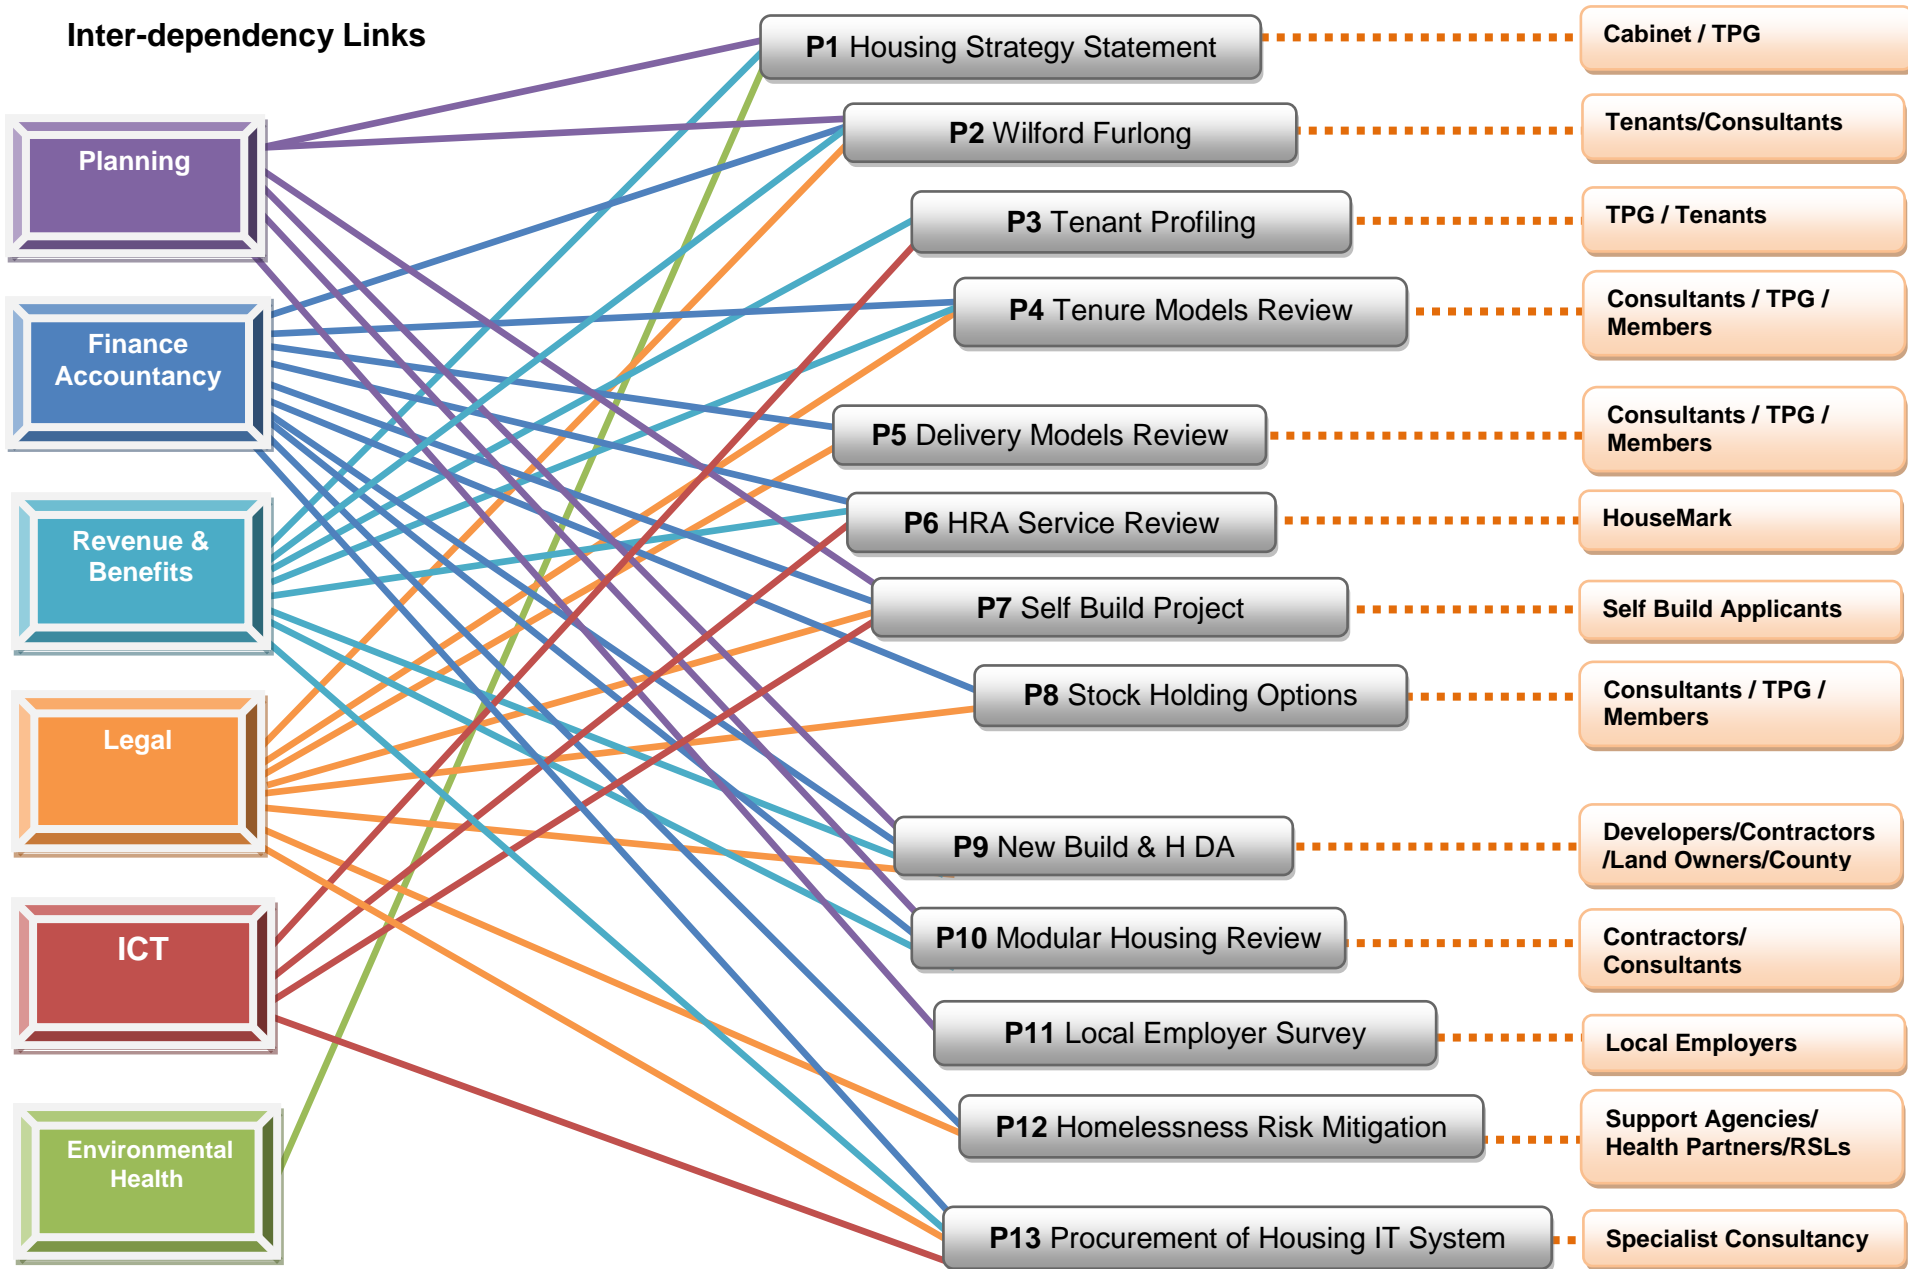 Inter-dependency Links
Planning
Finance
Accountancy
Revenue &
Benefits
Legal
ICT
Environmental
Health
P1 Housing Strategy Statement
P2 Wilford Furlong
P3 Tenant Profiling
P4 Tenure Models Review
P5 Delivery Models Review
P6 HRA Service Review
P7 Self Build Project
P8 Stock Holding Options
P9 New Build & H DA
P10 Modular Housing Review
P11 Local Employer Survey
P12 Homelessness Risk Mitigation
P13 Procurement of Housing IT System
Cabinet / TPG
Tenants/Consultants
TPG / Tenants
Consultants / TPG /
Members
Consultants / TPG /
Members
HouseMark
Self Build Applicants
Consultants / TPG /
Members
Developers/Contractors
/Land Owners/County
Contractors/
Consultants
Local Employers
Support Agencies/
Health Partners/RSLs
Specialist Consultancy